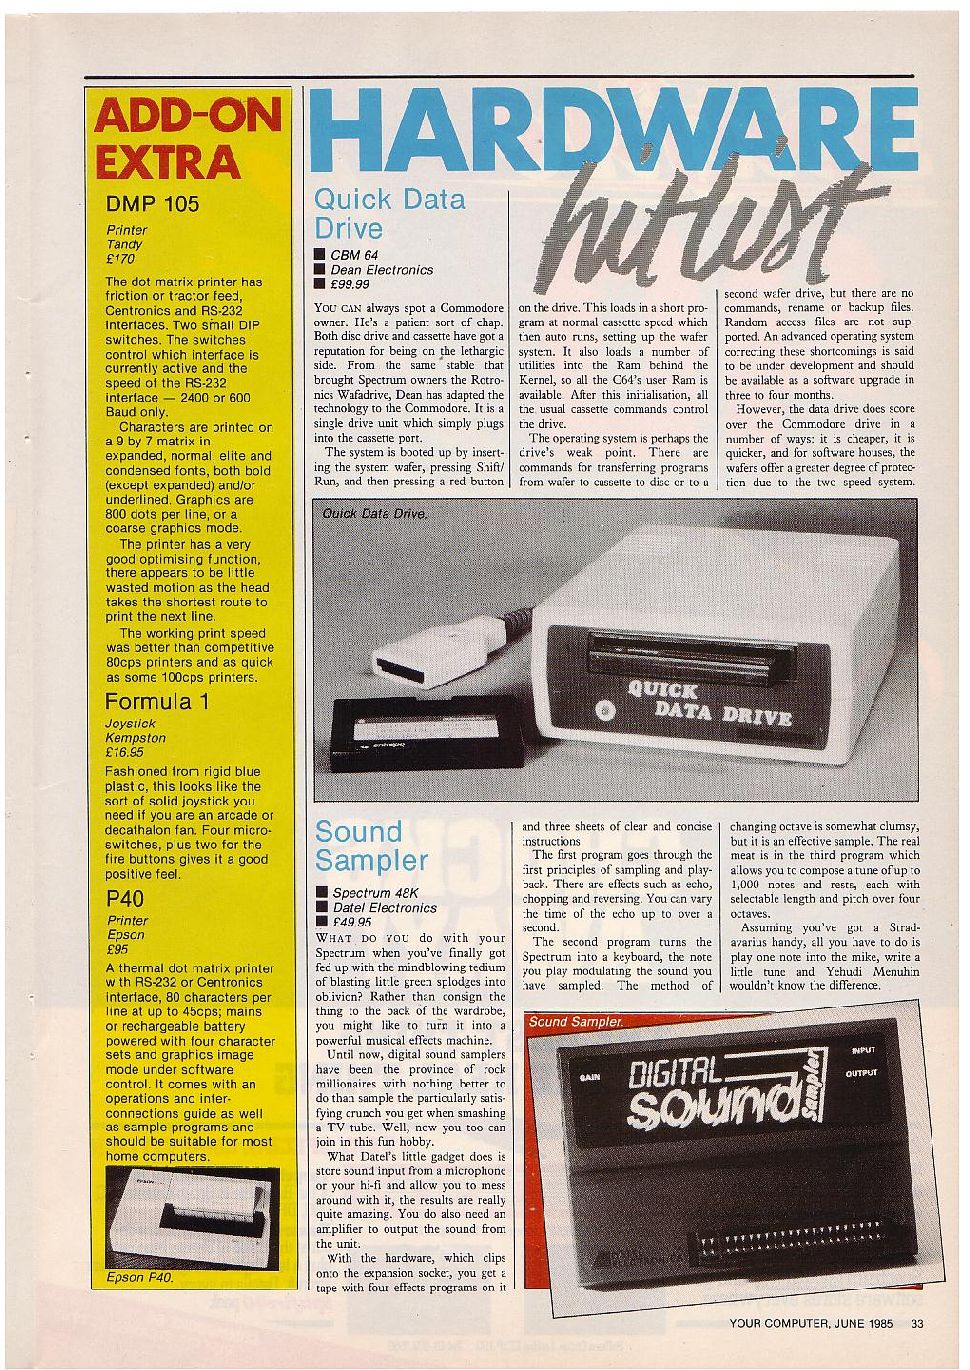 ADD-ON
EXTRA
DMP 105
Printer
Tandy
£170
The dot matrix printer has
friction or tractor feed,
Centronics and RS-232
Interfaces. Two small DIP
switches. The switches
control which interface is
currently active and the
speed of the RS-232
interface — 2400 or 600
Baud only.
Characters are printed on
a 9 by 7 matrix in
expanded, normal, elite and
condensed fonts, both bold
(except expanded) and/or
underlined. Graphics are
800 dots per line, or a
coarse graphics mode.
The printer has a very
good optimising function,
there appears to be little
wasted motion as the head
takes the shortest route to
print the next line.
The working print speed
was better than competitive
80cps printers and as quick
as some 100cps printers.
Formula 1
Joystick
Kempston
£16.95
Fashioned from rigid blue
plastic, this looks like the
sort of solid joystick you
need if you are an arcade or
decathalon fan. Four micro-
switches, plus two for the
fire buttons gives it a good
positive feel.
P40
Printer
Epson
£95
A thermal dot matrix printer
with RS-232 or Centronics
interface, 80 characters per
line at up to 45cps; mains
or rechargeable battery
powered with four character
sets and graphics image
mode under software
control. It comes with an
operations and inter-
connections guide as well
as sample programs and
should be suitable for most
home computers.
EPSON
Epson P40.
HARDWARE
hitlist
Quick Data
Drive
■ CBM 64
■ Dean Electronics
■ £99.99
YOU CAN always spot a Commodore
owner. He's a patient sort of chap.
Both disc drive and cassette have got a
reputation for being on the lethargic
side. From the same stable that
brought Spectrum owners the Rotro-
nics Wafadrive, Dean has adapted the
technology to the Commodore. It is a
single drive unit which simply plugs
into the cassette port.
The system is booted up by insert-
ing the system wafer, pressing Shift/
Run, and then pressing a red button
on the drive. This loads in a short pro-
gram at normal cassette speed which
then auto runs, setting up the wafer
system. It also loads a number of
utilities into the Ram behind the
Kernel, so all the C64's user Ram is
available. After this initialisation, all
the usual cassette commands control
the drive.
The operating system is perhaps the
drive's weak point. There are
commands for transferring programs
from wafer to cassette to disc or to a
second wafer drive, but there are no
commands, rename or backup files.
Random access files are not sup
ported. An advanced operating system
correcting these shortcomings is said
to be under development and should
be available as a software upgrade in
three to four months.
However, the data drive does score
over the Commodore drive in a
number of ways: it is cheaper, it is
quicker, and for software houses, the
wafers offer a greater degree of protec-
tion due to the two speed system.
Quick Data Drive.
QUICK
DATA DRIVE
Sound
Sampler
■ Spectrum 48K
■ Datel Electronics
■ £49.95
WHAT DO YOU do with your
Spectrum when you've finally got
fed up with the mindblowing tedium
of blasting little green splodges into
oblivion? Rather than consign the
thing to the back of the wardrobe,
you might like to turn it into a
powerful musical effects machine.
Until now, digital sound samplers
have been the province of rock
millionaires with nothing better to
do than sample the particularly satis-
fying crunch you get when smashing
a TV tube. Well, now you too can
join in this fun hobby.
What Datel's little gadget does is
store sound input from a microphone
or your hi-fi and allow you to mess
around with it, the results are really
quite amazing. You do also need an
amplifier to output the sound from
the unit.
With the hardware, which clips
onto the expansion socket, you get a
tape with four effects programs on it
and three sheets of clear and concise
instructions
The first program goes through the
first principles of sampling and play-
back. There are effects such as echo,
chopping and reversing. You can vary
the time of the echo up to over a
second.
The second program turns the
Spectrum into a keyboard, the note
you play modulating the sound you
have sampled. The method of
changing octave is somewhat clumsy,
but it is an effective sample. The real
meat is in the third program which
allows you to compose a tune of up to
1,000 notes and rests, each with
selectable length and pitch over four
octaves.
Assuming you've got a Strad-
avarius handy, all you have to do is
play one note into the mike, write a
little tune and Yehudi Menuhin
wouldn't know the difference.
Sound Sampler.
GAIN
DIGITAL
sound
sampler
INPUT
OUTPUT
YOUR COMPUTER, JUNE 1985 33